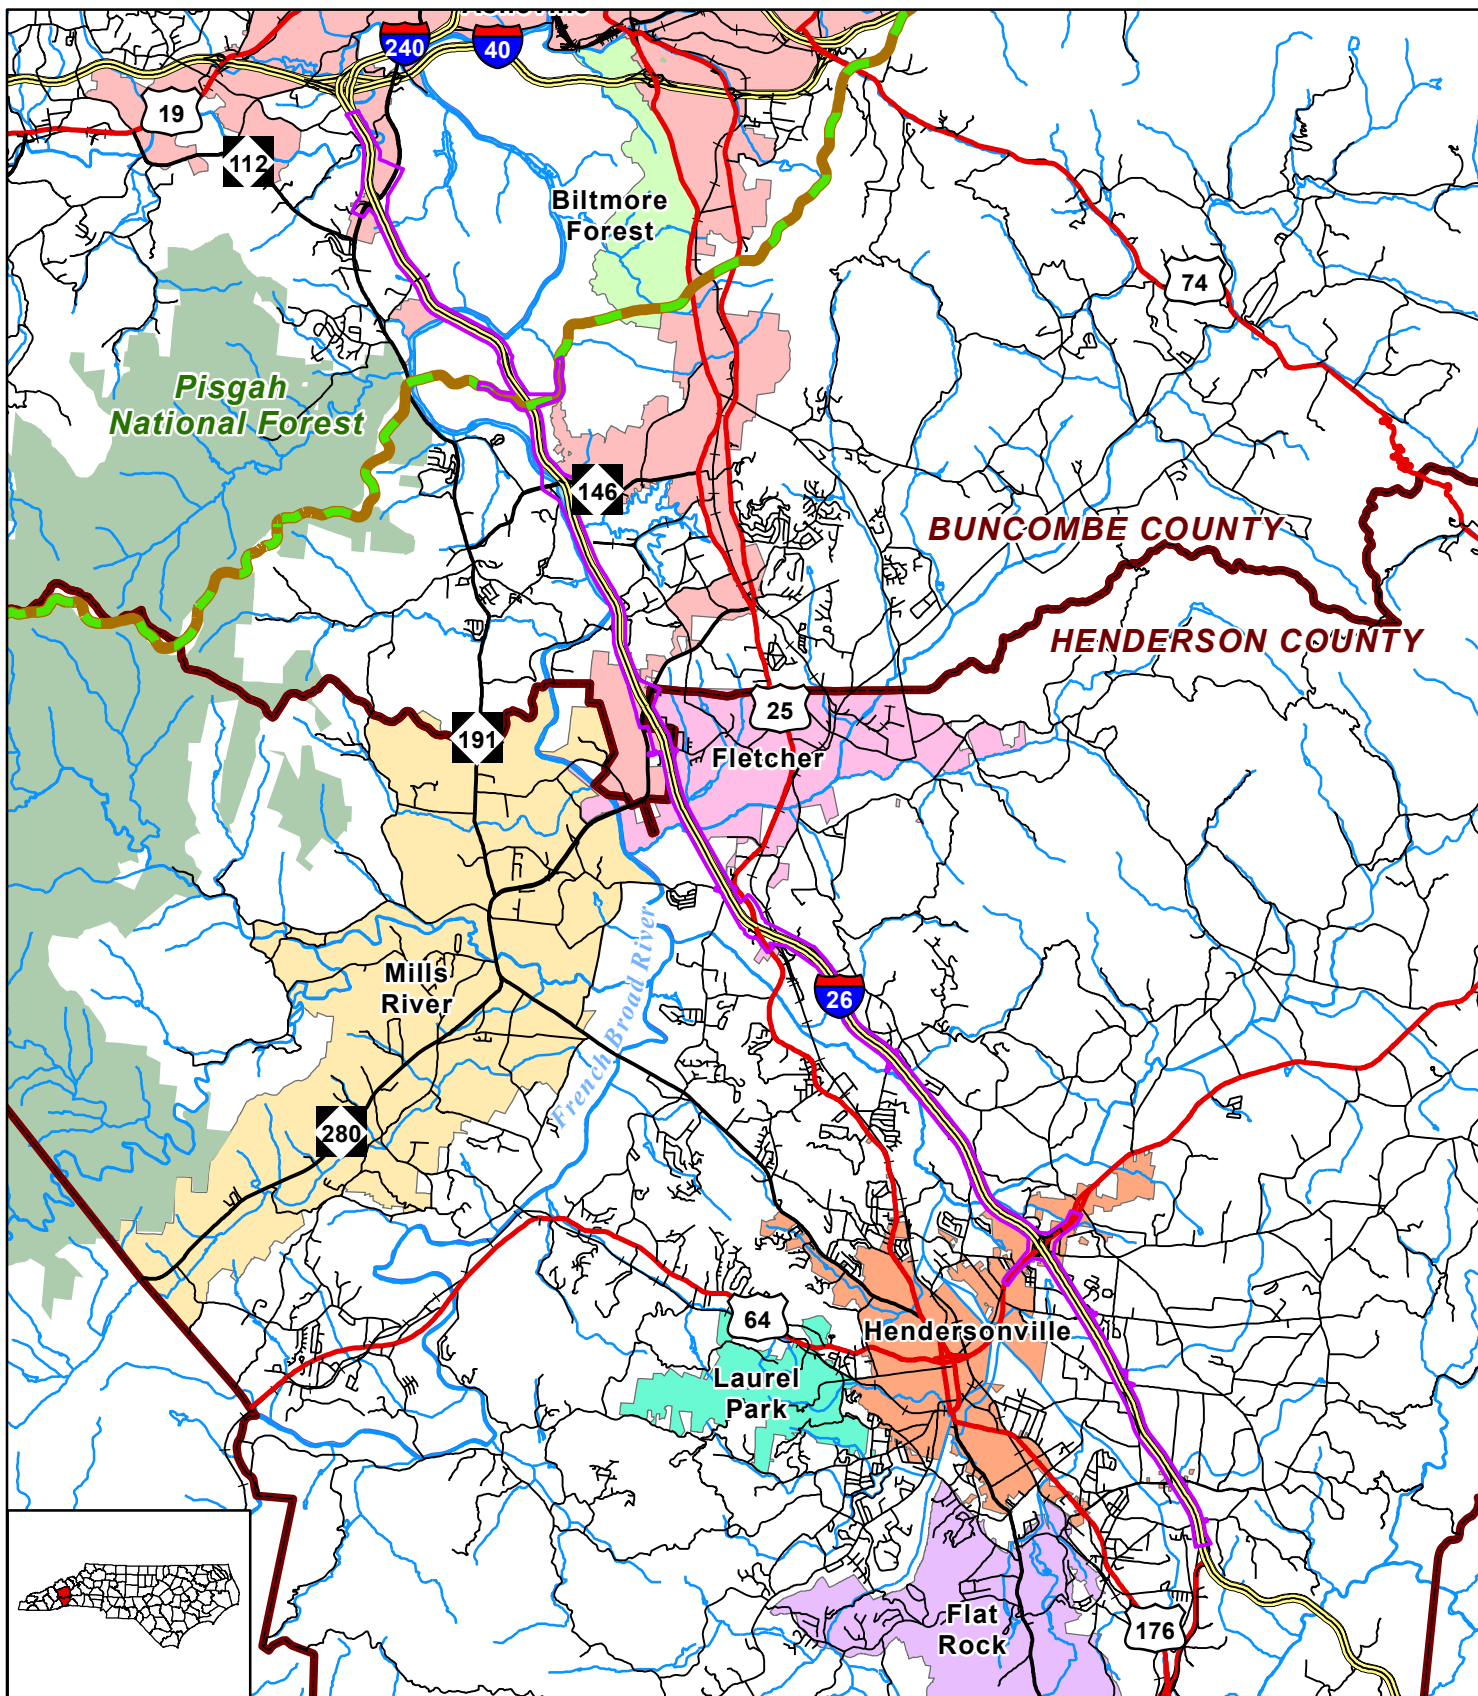 Asheville
240
40
19
112
Biltmore
Forest
74
Pisgah
National Forest
146
BUNCOMBE COUNTY
HENDERSON COUNTY
25
191
Fletcher
Mills
River
French Broad River
26
280
64
Hendersonville
Laurel
Park
Flat
Rock
176